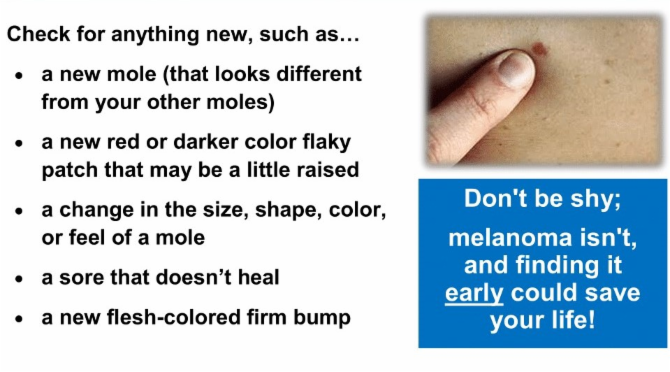 Check for anything new, such as…
• a new mole (that looks different
from your other moles)
• a new red or darker color flaky
patch that may be a little raised
• a change in the size, shape, color,
or feel of a mole
• a sore that doesn’t heal
• a new flesh-colored firm bump
Don't be shy;
melanoma isn't,
and finding it
early could save
your life!